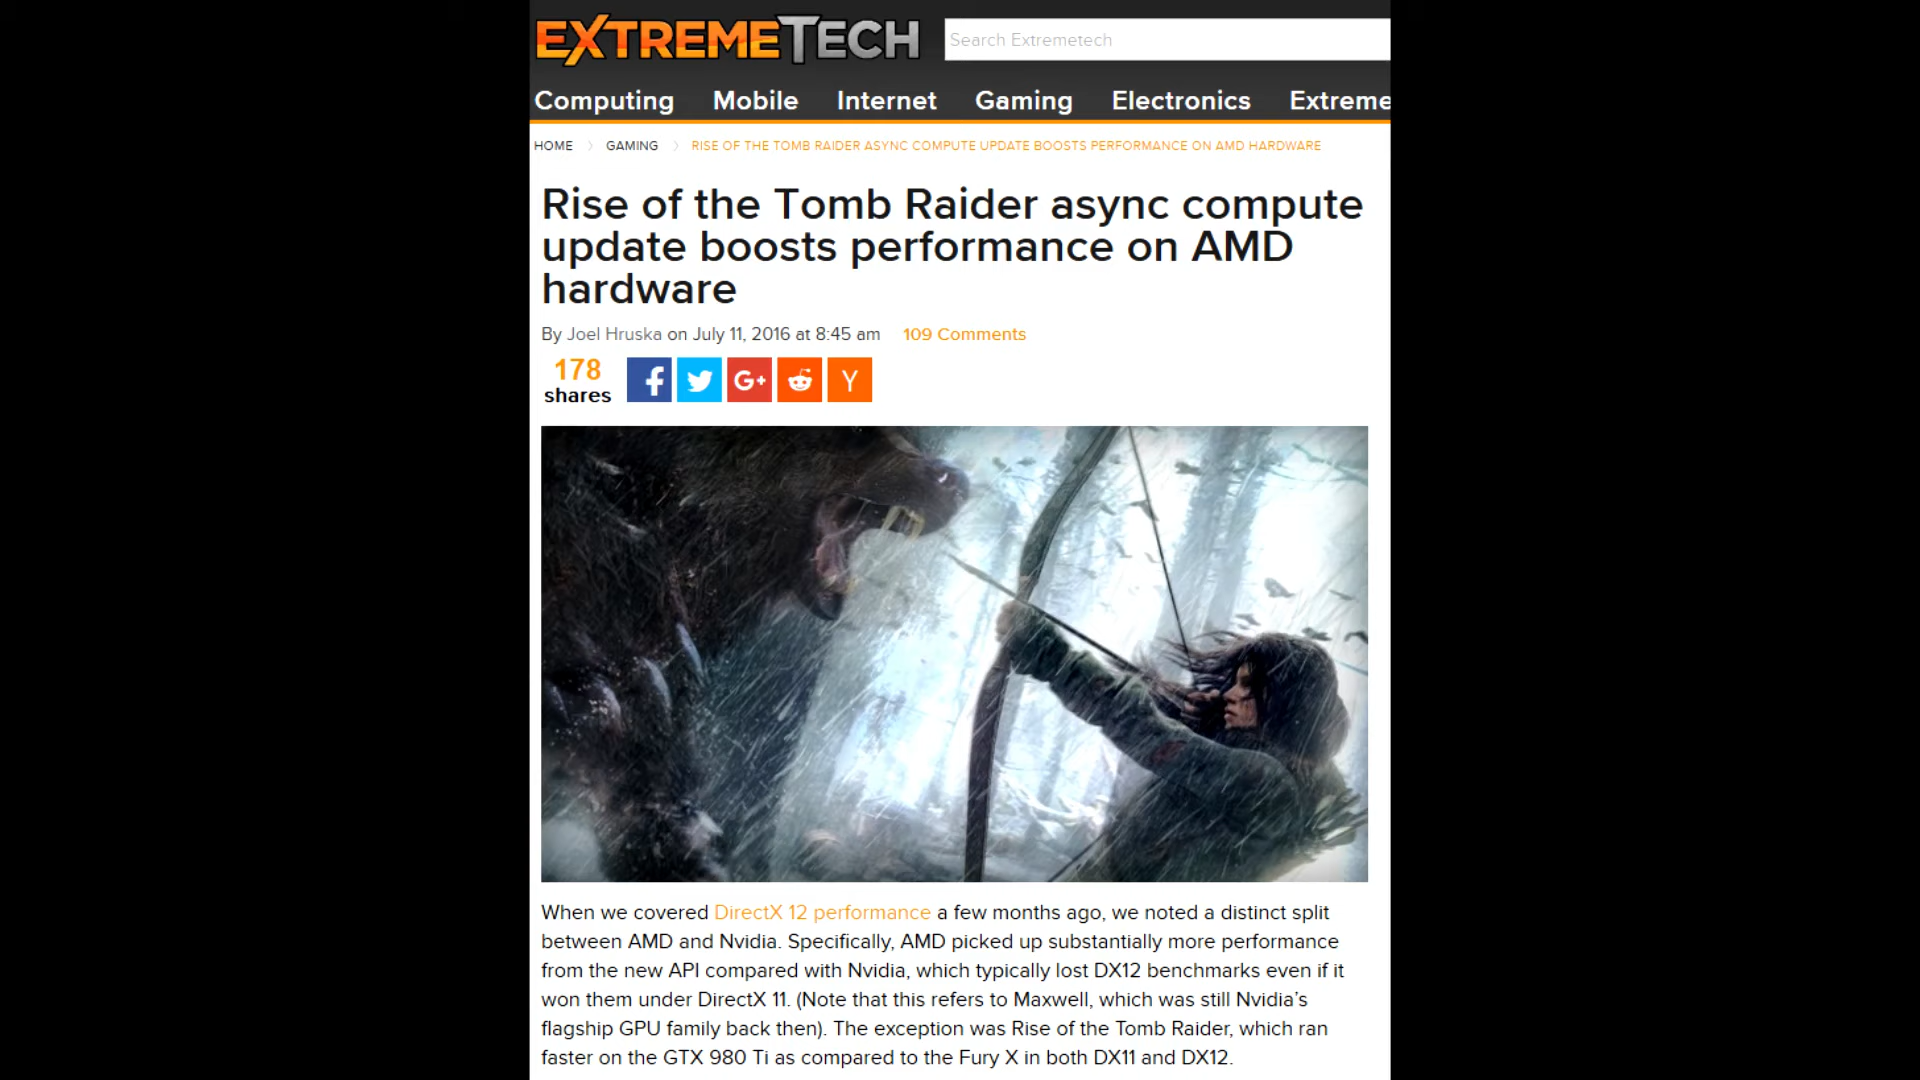 EXTREMETECH
Search Extremetech
Computing Mobile Internet Gaming Electronics Extreme
HOME > GAMING > RISE OF THE TOMB RAIDER ASYNC COMPUTE UPDATE BOOSTS PERFORMANCE ON AMD HARDWARE
Rise of the Tomb Raider async compute
update boosts performance on AMD
hardware
By Joel Hruska on July 11, 2016 at 8:45 am 109 Comments
178
shares
f G+ Y
When we covered DirectX 12 performance a few months ago, we noted a distinct split
between AMD and Nvidia. Specifically, AMD picked up substantially more performance
from the new API compared with Nvidia, which typically lost DX12 benchmarks even if it
won them under DirectX 11. (Note that this refers to Maxwell, which was still Nvidia’s
flagship GPU family back then). The exception was Rise of the Tomb Raider, which ran
faster on the GTX 980 Ti as compared to the Fury X in both DX11 and DX12.